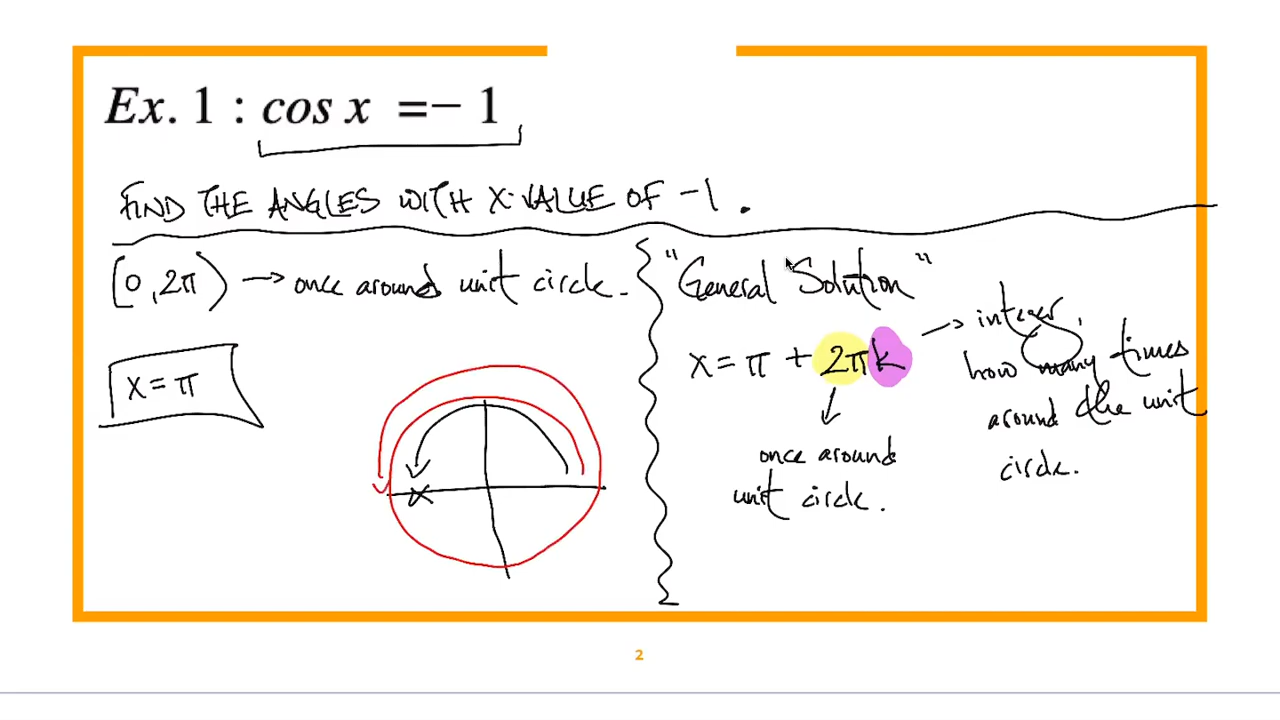 Ex. 1 : cos x =− 1
FIND THE ANGLES WITH X-VALUE OF -1.
[0, 2π) → once around unit circle.
x = π
"General Solution"
x = π + 2πk → integer,
how many times
around the unit
circle.
once around
unit circle.
2